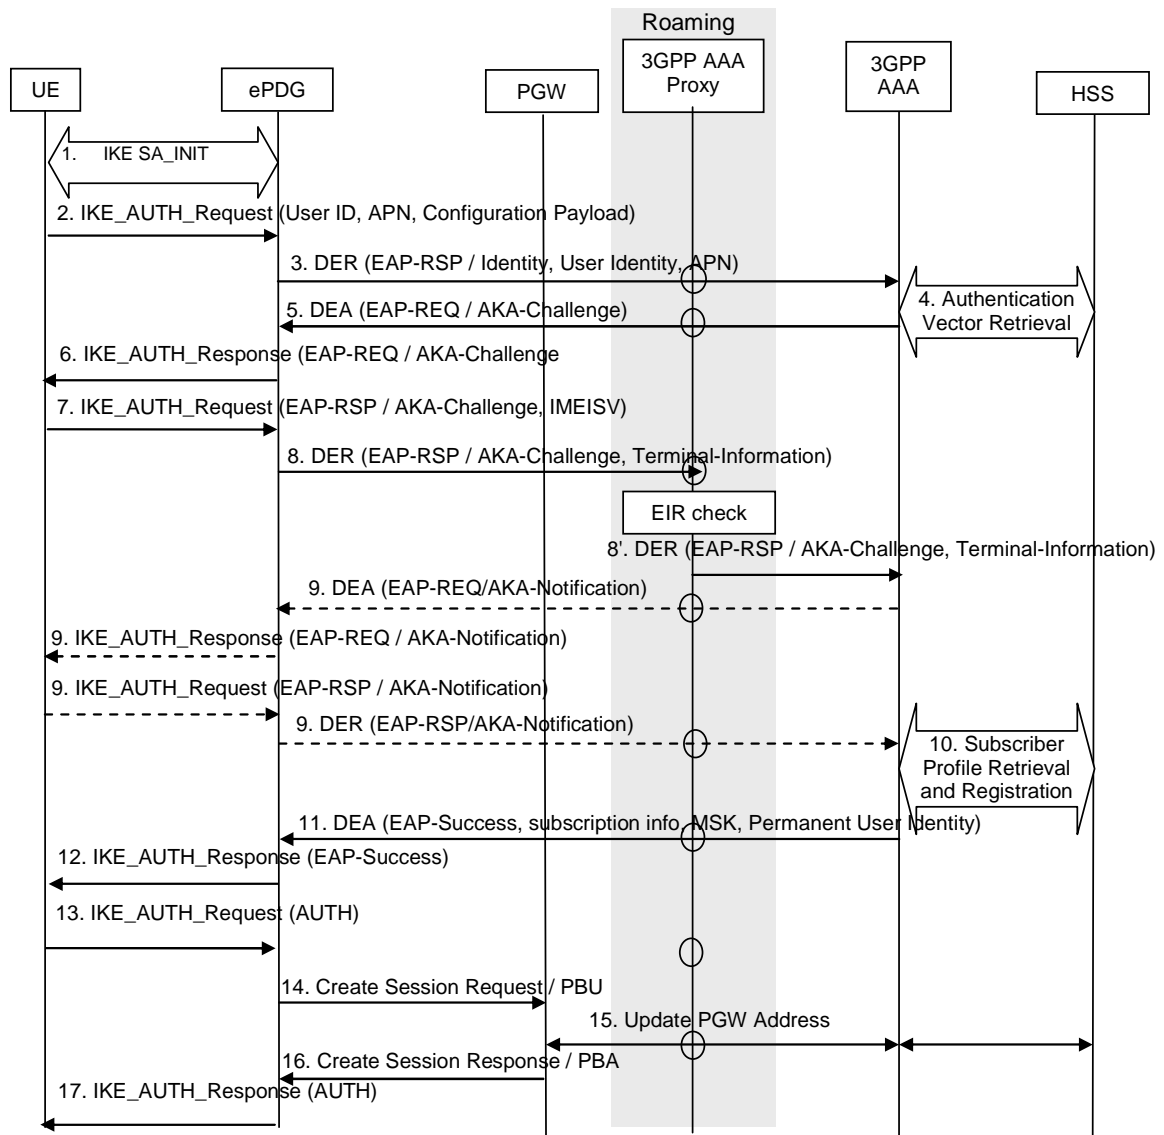 Roaming
UE
ePDG
PGW
3GPP AAA
Proxy
3GPP
AAA
HSS
1. IKE SA_INIT
2. IKE_AUTH_Request (User ID, APN, Configuration Payload)
3. DER (EAP-RSP / Identity, User Identity, APN)
4. Authentication
Vector Retrieval
5. DEA (EAP-REQ / AKA-Challenge)
6. IKE_AUTH_Response (EAP-REQ / AKA-Challenge
7. IKE_AUTH_Request (EAP-RSP / AKA-Challenge, IMEISV)
8. DER (EAP-RSP / AKA-Challenge, Terminal-Information)
EIR check
8'. DER (EAP-RSP / AKA-Challenge, Terminal-Information)
9. DEA (EAP-REQ/AKA-Notification)
9. IKE_AUTH_Response (EAP-REQ / AKA-Notification)
9. IKE_AUTH_Request (EAP-RSP / AKA-Notification)
9. DER (EAP-RSP/AKA-Notification)
10. Subscriber
Profile Retrieval
and Registration
11. DEA (EAP-Success, subscription info, MSK, Permanent User Identity)
12. IKE_AUTH_Response (EAP-Success)
13. IKE_AUTH_Request (AUTH)
14. Create Session Request / PBU
15. Update PGW Address
16. Create Session Response / PBA
17. IKE_AUTH_Response (AUTH)